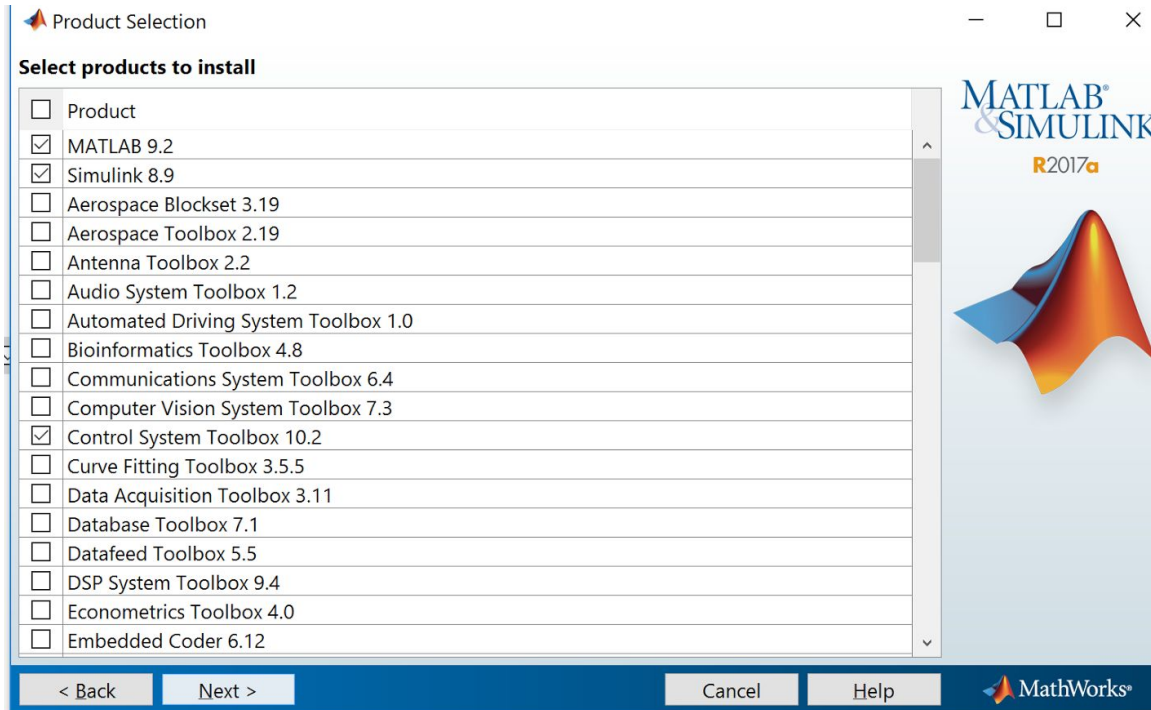 Product Selection
Select products to install
Product
MATLAB 9.2
Simulink 8.9
Aerospace Blockset 3.19
Aerospace Toolbox 2.19
Antenna Toolbox 2.2
Audio System Toolbox 1.2
Automated Driving System Toolbox 1.0
Bioinformatics Toolbox 4.8
Communications System Toolbox 6.4
Computer Vision System Toolbox 7.3
Control System Toolbox 10.2
Curve Fitting Toolbox 3.5.5
Data Acquisition Toolbox 3.11
Database Toolbox 7.1
Datafeed Toolbox 5.5
DSP System Toolbox 9.4
Econometrics Toolbox 4.0
Embedded Coder 6.12
MATLAB®
&SIMULINK
R2017a
< Back Next > Cancel Help MathWorks®